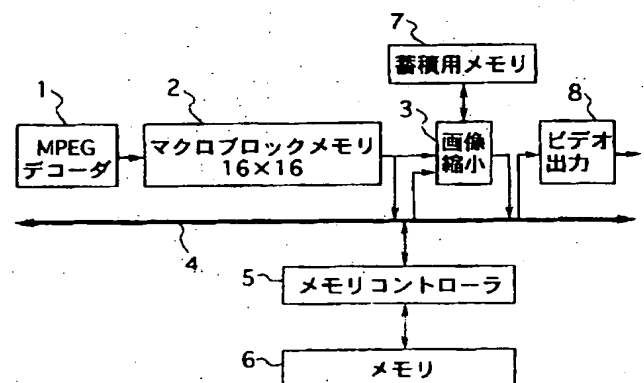 7
蓄積用メモリ
1
2
3
8
MPEG
デコーダ
マクロブロックメモリ
16×16
画像
縮小
ビデオ
出力
4
5
メモリコントローラ
6
メモリ